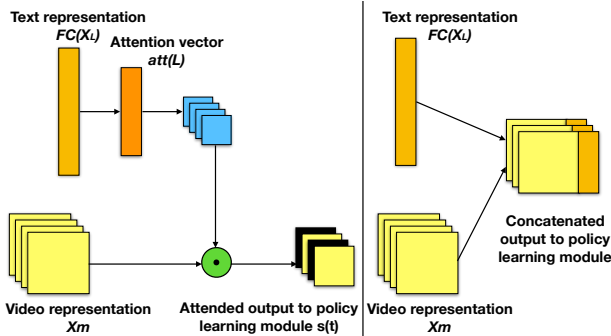 Text representation
FC(XL)
Attention vector
att(L)
Video representation
Xm
Attended output to policy
learning module s(t)
Text representation
FC(XL)
Concatenated
output to policy
learning module
Video representation
Xm